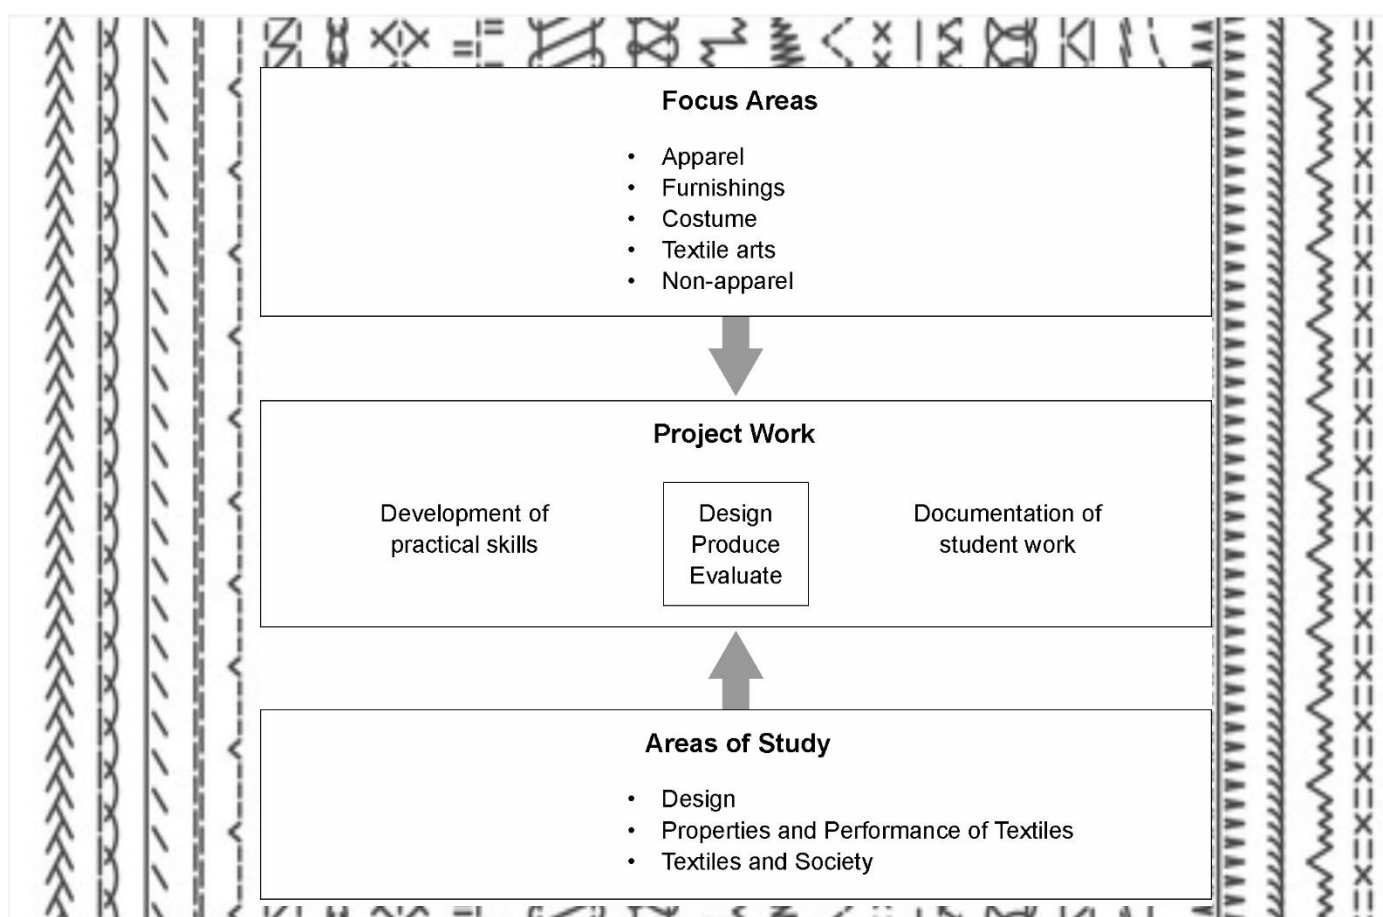 Focus Areas
• Apparel
• Furnishings
• Costume
• Textile arts
• Non-apparel
Project Work
Development of
practical skills
Design
Produce
Evaluate
Documentation of
student work
Areas of Study
• Design
• Properties and Performance of Textiles
• Textiles and Society